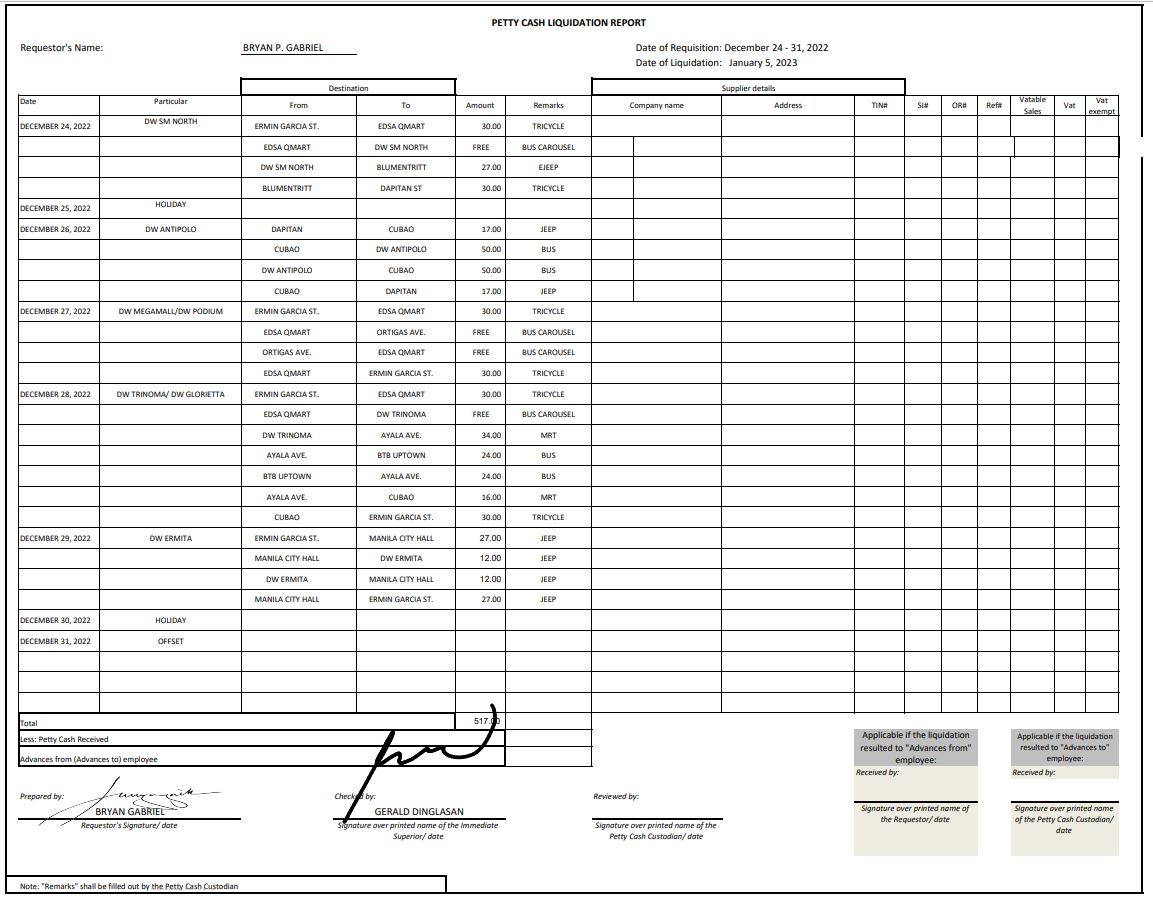 PETTY CASH LIQUIDATION REPORT
Requestor's Name: BRYAN P. GABRIEL Date of Requisition: December 24 - 31, 2022
Date of Liquidation: January 5, 2023
Destination Supplier details
Date Particular From To Amount Remarks Company name Address TIN# SI# OR# Ref# Vatable Sales Vat Vat exempt
DECEMBER 24, 2022 DW SM NORTH ERMIN GARCIA ST. EDSA QMART 30.00 TRICYCLE
EDSA QMART DW SM NORTH FREE BUS CAROUSEL
DW SM NORTH BLUMENTRITT 27.00 EJEEP
BLUMENTRITT DAPITAN ST 30.00 TRICYCLE
DECEMBER 25, 2022 HOLIDAY
DECEMBER 26, 2022 DW ANTIPOLO DAPITAN CUBAO 17.00 JEEP
CUBAO DW ANTIPOLO 50.00 BUS
DW ANTIPOLO CUBAO 50.00 BUS
CUBAO DAPITAN 17.00 JEEP
DECEMBER 27, 2022 DW MEGAMALL/DW PODIUM ERMIN GARCIA ST. EDSA QMART 30.00 TRICYCLE
EDSA QMART ORTIGAS AVE. FREE BUS CAROUSEL
ORTIGAS AVE. EDSA QMART FREE BUS CAROUSEL
EDSA QMART ERMIN GARCIA ST. 30.00 TRICYCLE
DECEMBER 28, 2022 DW TRINOMA/ DW GLORIETTA ERMIN GARCIA ST. EDSA QMART 30.00 TRICYCLE
EDSA QMART DW TRINOMA FREE BUS CAROUSEL
DW TRINOMA AYALA AVE. 34.00 MRT
AYALA AVE. BTB UPTOWN 24.00 BUS
BTB UPTOWN AYALA AVE. 24.00 BUS
AYALA AVE. CUBAO 16.00 MRT
CUBAO ERMIN GARCIA ST. 30.00 TRICYCLE
DECEMBER 29, 2022 DW ERMITA ERMIN GARCIA ST. MANILA CITY HALL 27.00 JEEP
MANILA CITY HALL DW ERMITA 12.00 JEEP
DW ERMITA MANILA CITY HALL 12.00 JEEP
MANILA CITY HALL ERMIN GARCIA ST. 27.00 JEEP
DECEMBER 30, 2022 HOLIDAY
DECEMBER 31, 2022 OFFSET
Total 517.00
Less: Petty Cash Received
Advances from (Advances to) employee
Applicable if the liquidation resulted to "Advances from" employee:
Received by:
Signature over printed name of the Requestor/ date
Applicable if the liquidation resulted to "Advances to" employee:
Received by:
Signature over printed name of the Petty Cash Custodian/ date
Prepared by:
BRYAN GABRIEL
Requestor's Signature/ date
Checked by:
GERALD DINGLASAN
Signature over printed name of the Immediate Superior/ date
Reviewed by:
Signature over printed name of the Petty Cash Custodian/ date
Note: "Remarks" shall be filled out by the Petty Cash Custodian